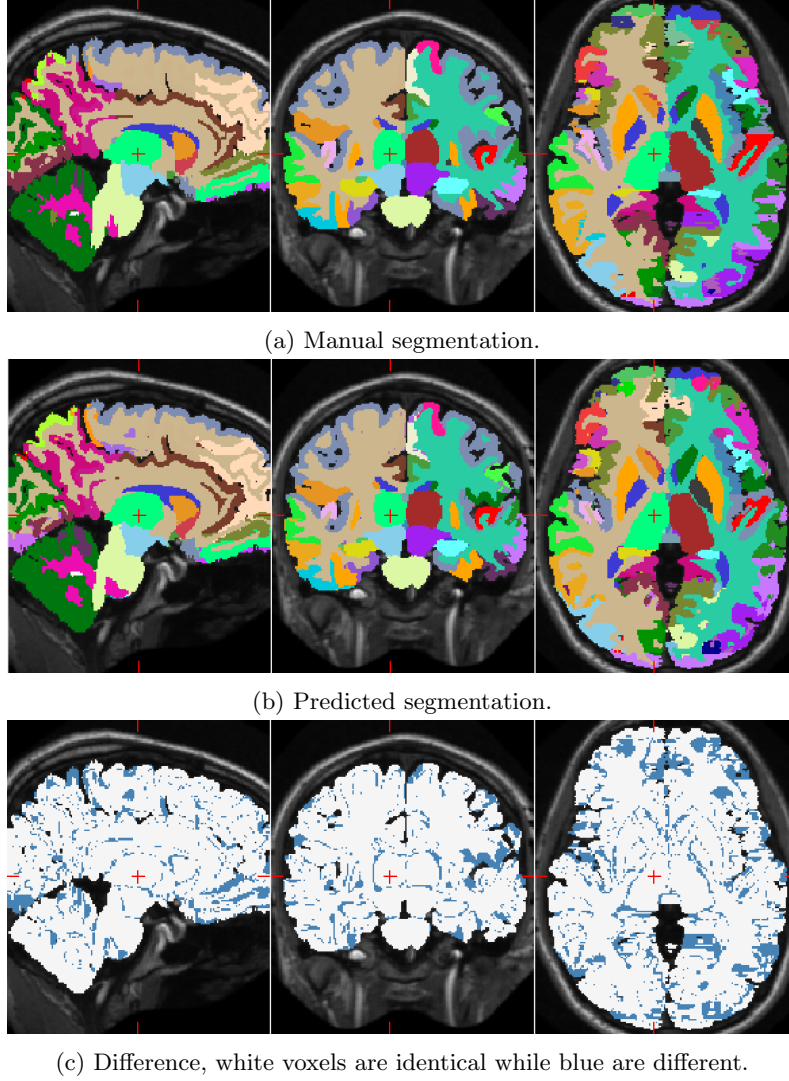 (a) Manual segmentation.
(b) Predicted segmentation.
(c) Difference, white voxels are identical while blue are different.